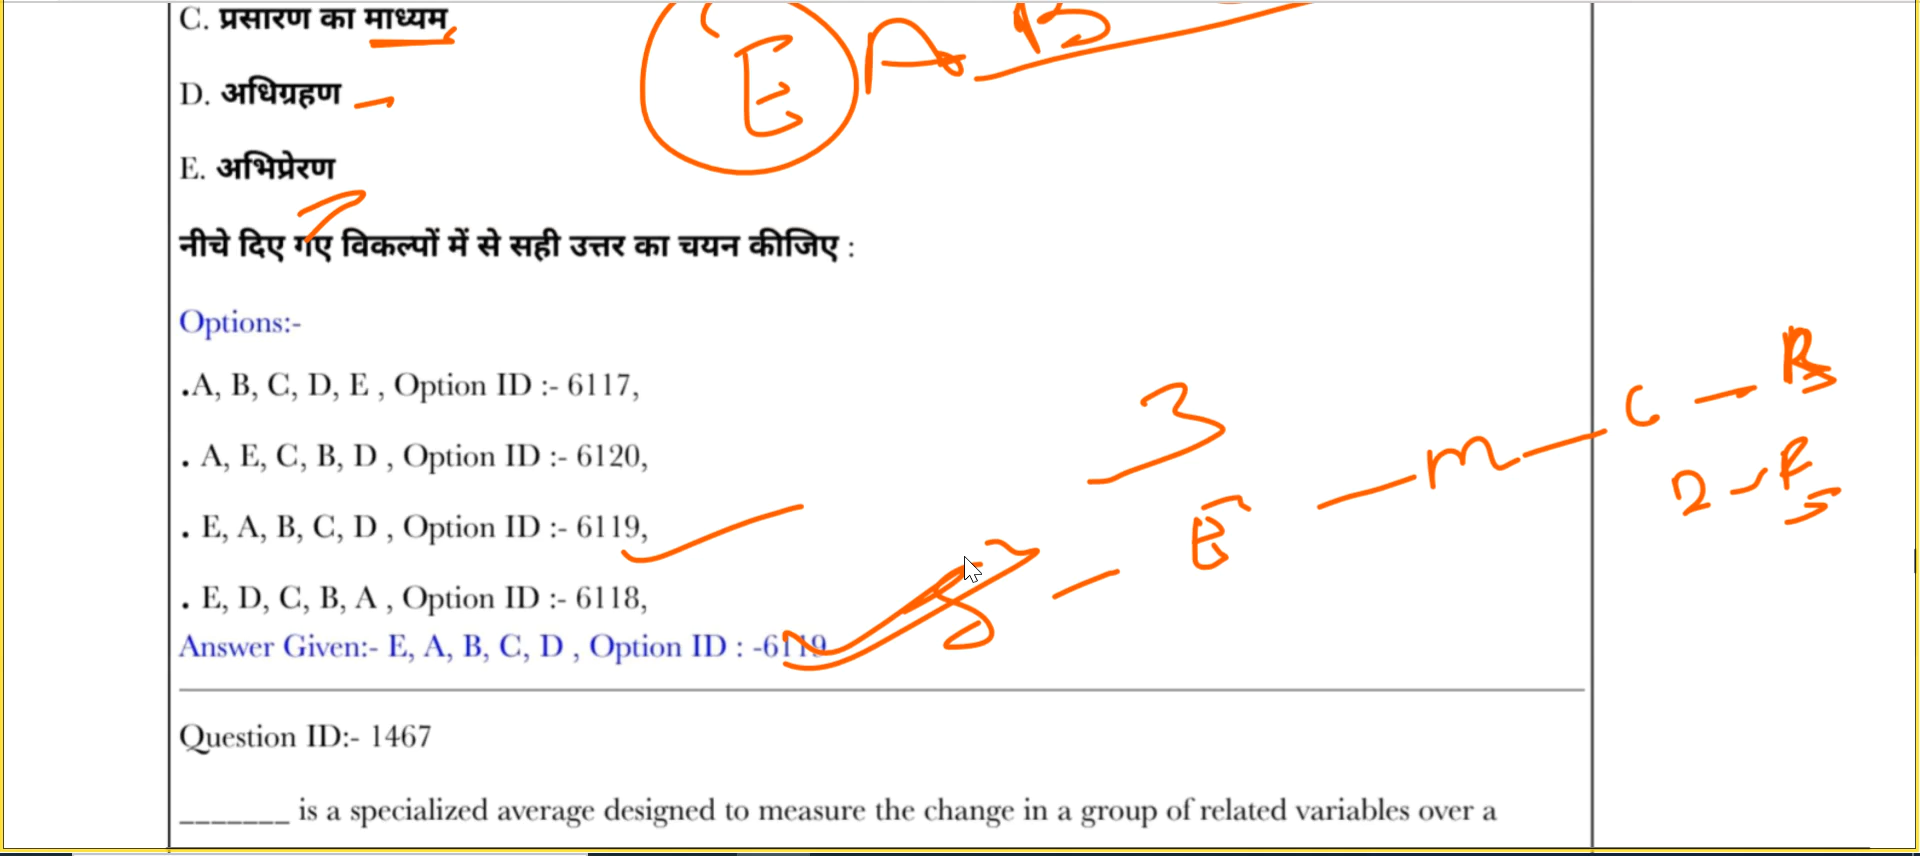 C. प्रसारण का माध्यम
E A B
D. अधिग्रहण
E. अभिप्रेरण
नीचे दिए गए विकल्पों में से सही उत्तर का चयन कीजिए :
Options:-
.A, B, C, D, E , Option ID :- 6117,
. A, E, C, B, D , Option ID :- 6120,
. E, A, B, C, D , Option ID :- 6119,
. E, D, C, B, A , Option ID :- 6118,
Answer Given:- E, A, B, C, D , Option ID : -6119
S - E - m - C - R
Question ID:- 1467
_______ is a specialized average designed to measure the change in a group of related variables over a